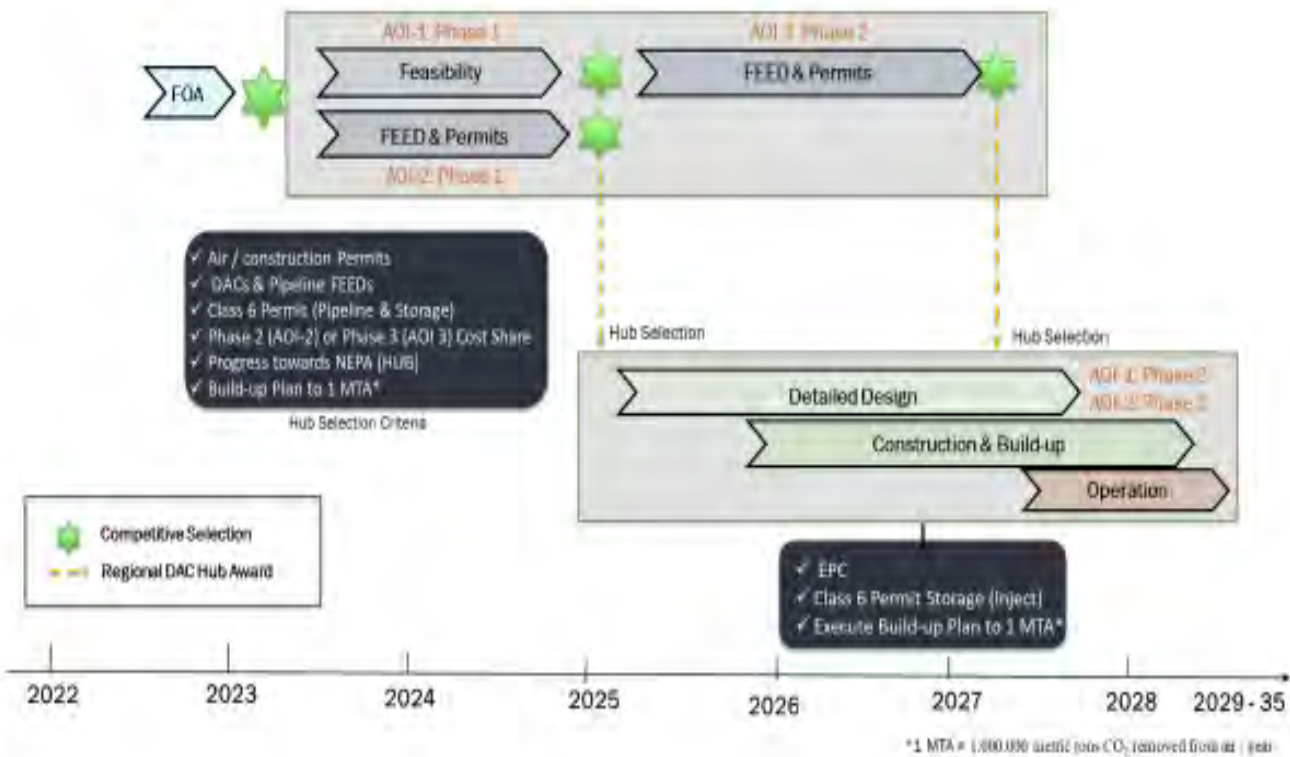 AOI-1: Phase 1
AOI-1: Phase 2
FOA
Feasibility
FEED & Permits
FEED & Permits
AOI-2: Phase 1
✓ Air / construction Permits
✓ DACs & Pipeline FEEDs
✓ Class 6 Permit (Pipeline & Storage)
✓ Phase 2 (AOI-2) or Phase 3 (AOI 3) Cost Share
✓ Progress towards NEPA (HUB)
✓ Build-up Plan to 1 MTA*
Hub Selection Criteria
Hub Selection
Hub Selection
Detailed Design
AOI-1: Phase
AOI-2: Phase
Construction & Build-up
Operation
Competitive Selection
Regional DAC Hub Award
✓ EPC
✓ Class 6 Permit Storage (Inject)
✓ Execute Build-up Plan to 1 MTA*
2022
2023
2024
2025
2026
2027
2028
2029 - 35
*1 MTA = 1,000,000 metric tons CO₂ removed from air / year